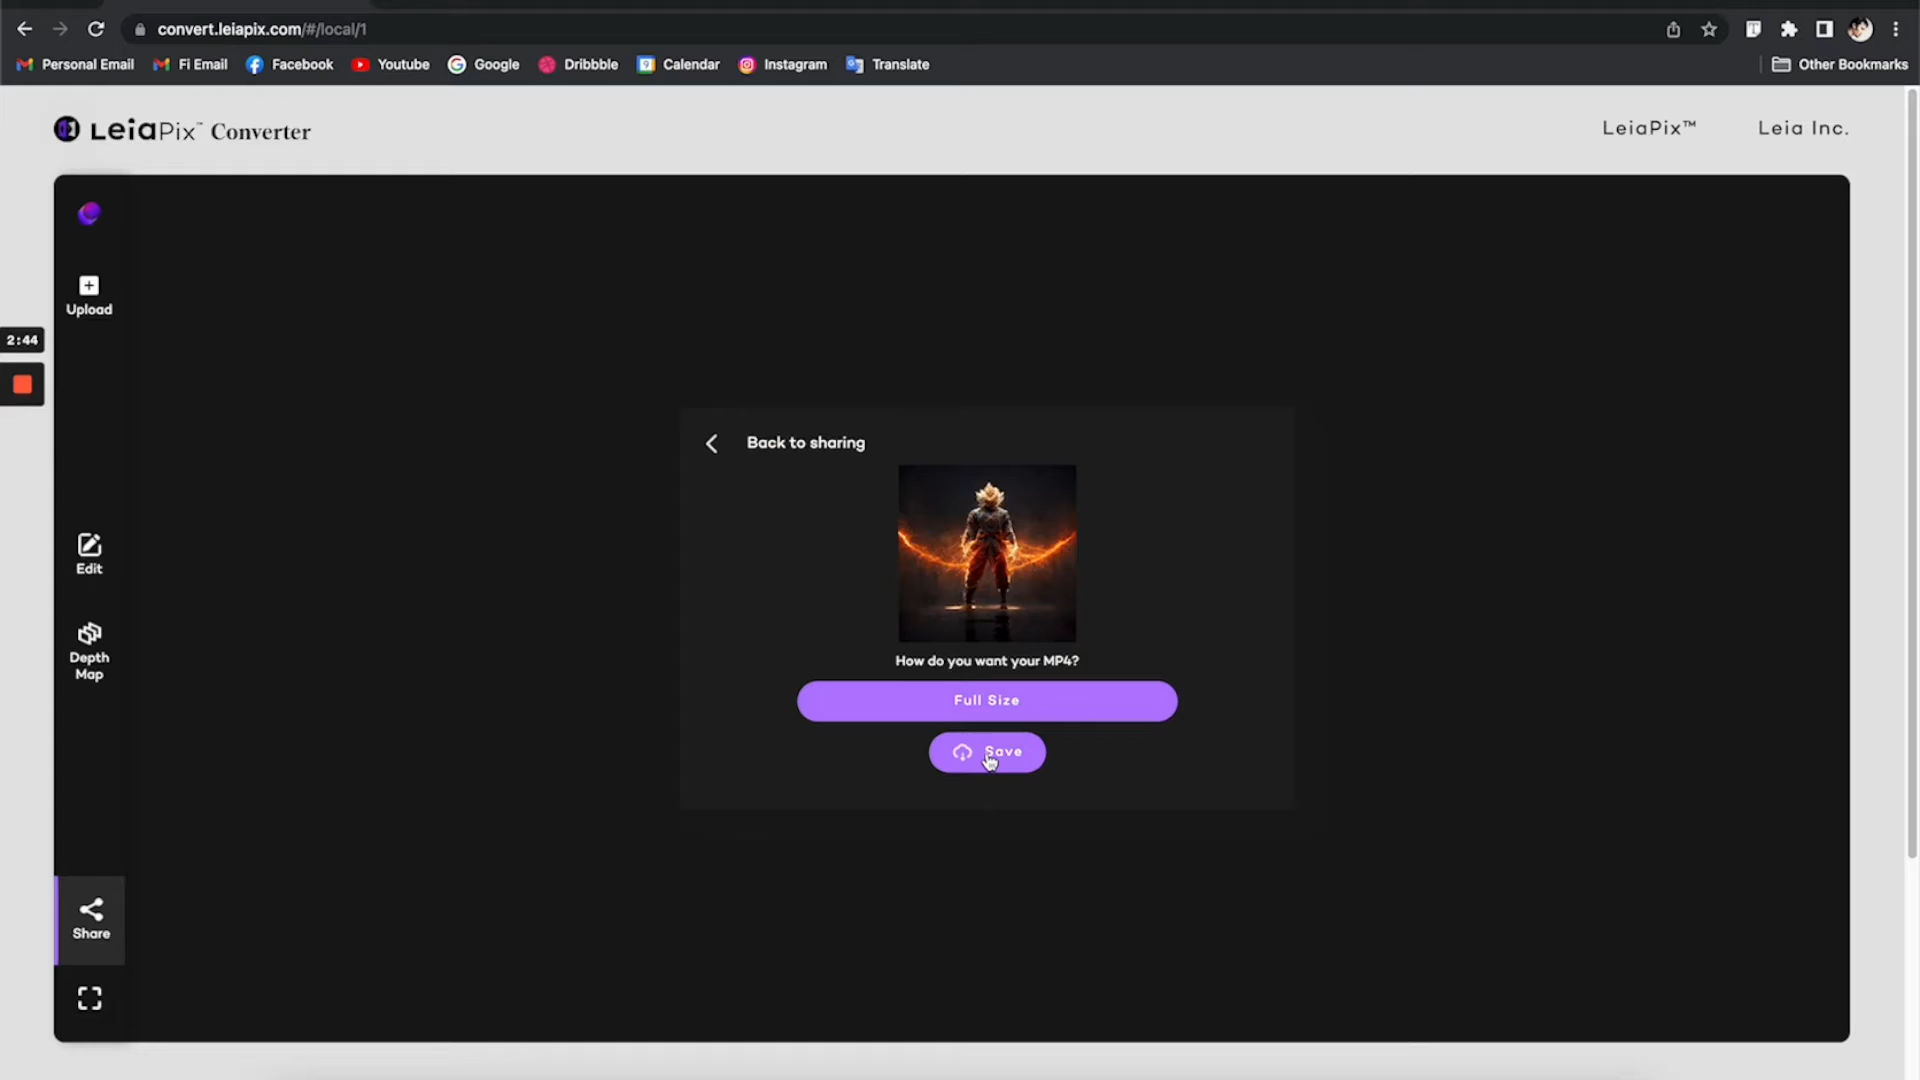 convert.leiapix.com/#/local/1
Personal Email Fi Email Facebook Youtube Google Dribbble Calendar Instagram Translate Other Bookmarks
LeiaPix™ Converter LeiaPix™ Leia Inc.
Upload
2:44
Back to sharing
Edit
How do you want your MP4?
Depth
Map
Full Size
Save
Share